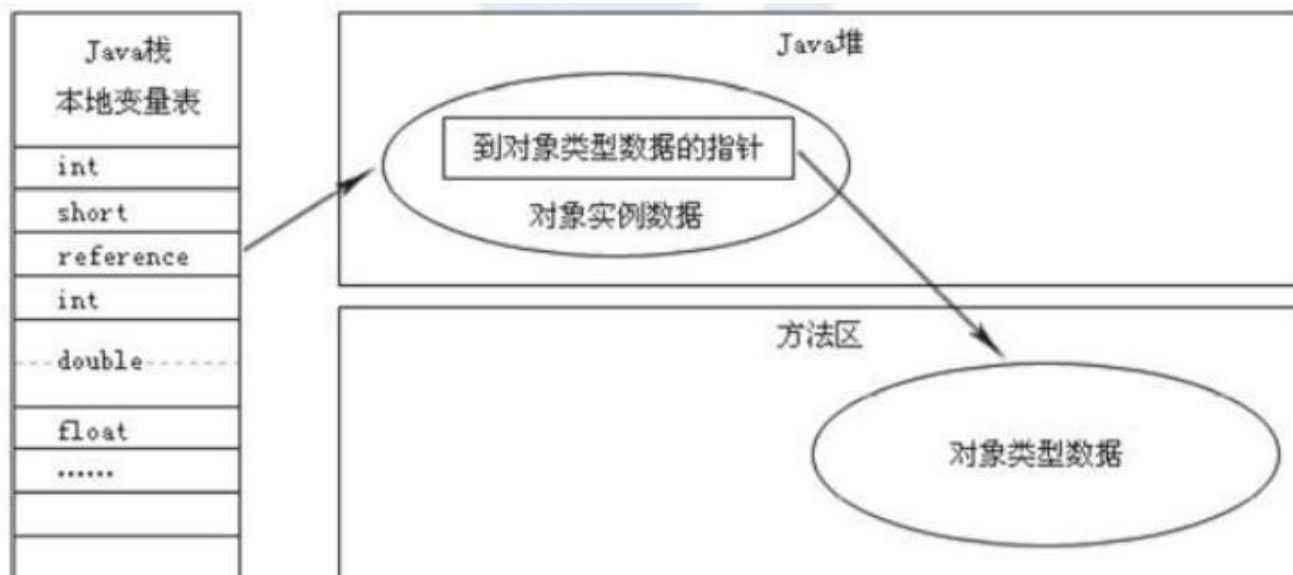 Java栈
本地变量表
int
short
reference
int
double
float
......
Java堆
到对象类型数据的指针
对象实例数据
方法区
对象类型数据